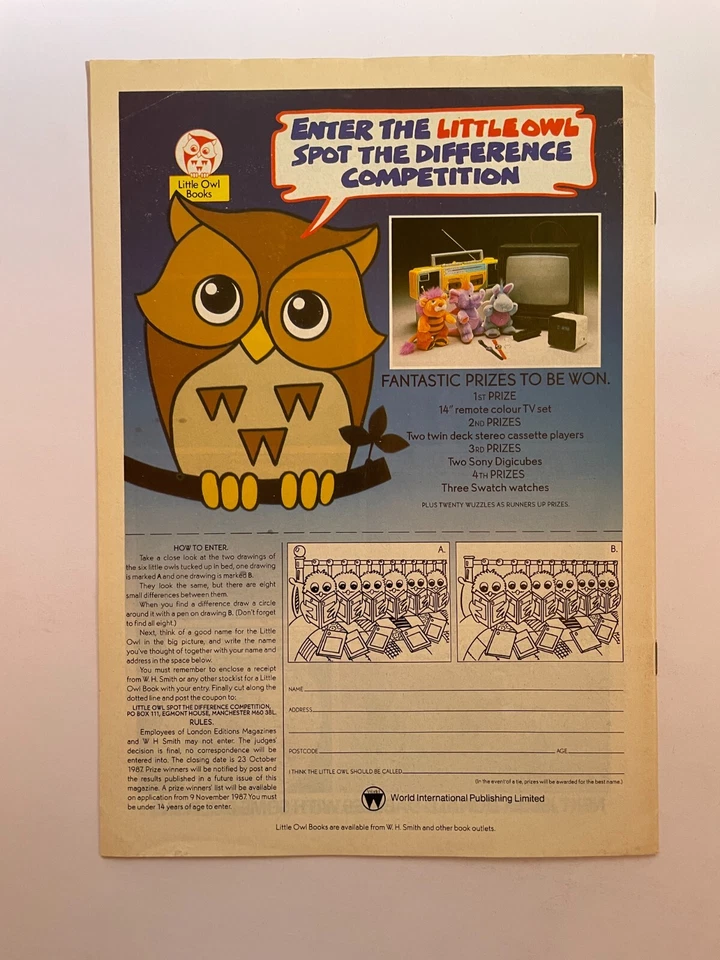 ENTER THE LITTLE OWL
SPOT THE DIFFERENCE
COMPETITION
Little Owl
Books
FANTASTIC PRIZES TO BE WON.
1ST PRIZE
14" remote colour TV set
2ND PRIZES
Two twin deck stereo cassette players
3RD PRIZES
Two Sony Digicubes
4TH PRIZES
Three Swatch watches
PLUS TWENTY WUZZLES AS RUNNERS UP PRIZES.
HOW TO ENTER.
Take a close look at the two drawings of
the six little owls tucked up in bed, one drawing
is marked A and one drawing is marked B.
They look the same, but there are eight
small differences between them.
When you find a difference draw a circle
around it with a pen on drawing B. (Don't forget
to find all eight.)
Next, think of a good name for the Little
Owl in the big picture, and write the name
you've thought of together with your name and
address in the space below.
You must remember to enclose a receipt
from W. H. Smith or any other stockist for a Little
Owl Book with your entry. Finally cut along the
dotted line and post the coupon to:
LITTLE OWL SPOT THE DIFFERENCE COMPETITION,
PO BOX 111, EGMONT HOUSE, MANCHESTER M60 3BL.
RULES.
Employees of London Editions Magazines
and W H Smith may not enter. The judges'
decision is final, no correspondence will be
entered into. The closing date is 23 October
1987. Prize winners will be notified by post and
the results published in a future issue of this
magazine. A prize winners' list will be available
on application from 9 November 1987. You must
be under 14 years of age to enter.
A.
B.
NAME
ADDRESS
POSTCODE AGE
I THINK THE LITTLE OWL SHOULD BE CALLED
(In the event of a tie, prizes will be awarded for the best name.)
World International Publishing Limited
Little Owl Books are available from W. H. Smith and other book outlets.